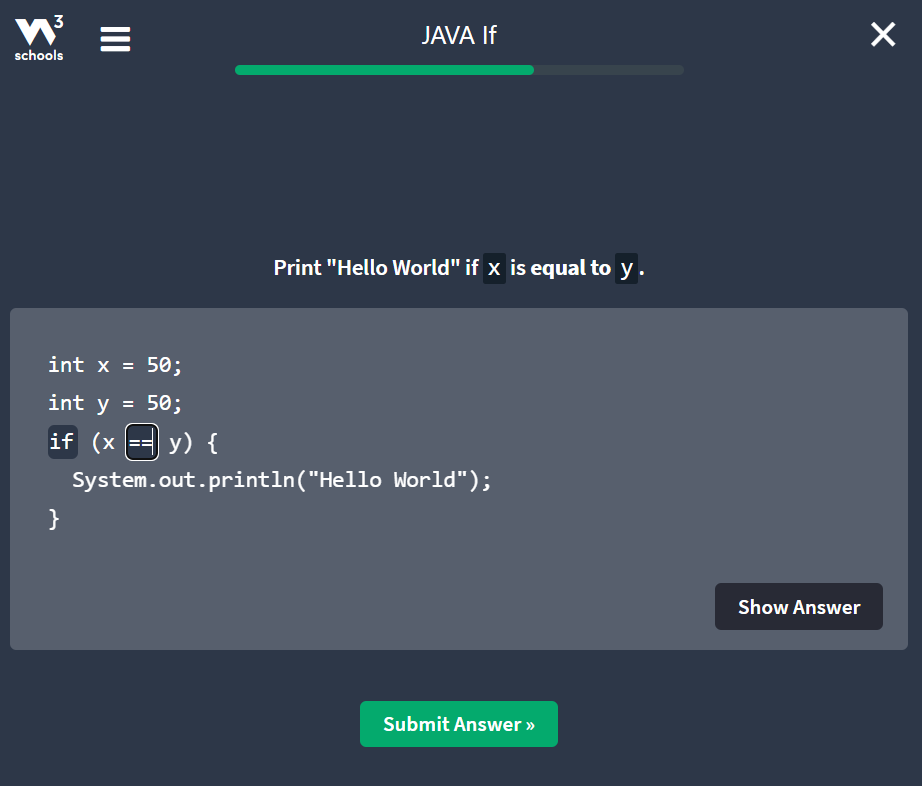 3
schools
JAVA If
Print "Hello World" if x is equal to y.
int x = 50;
int y = 50;
if (x == y) {
System.out.println("Hello World");
}
Show Answer
Submit Answer »